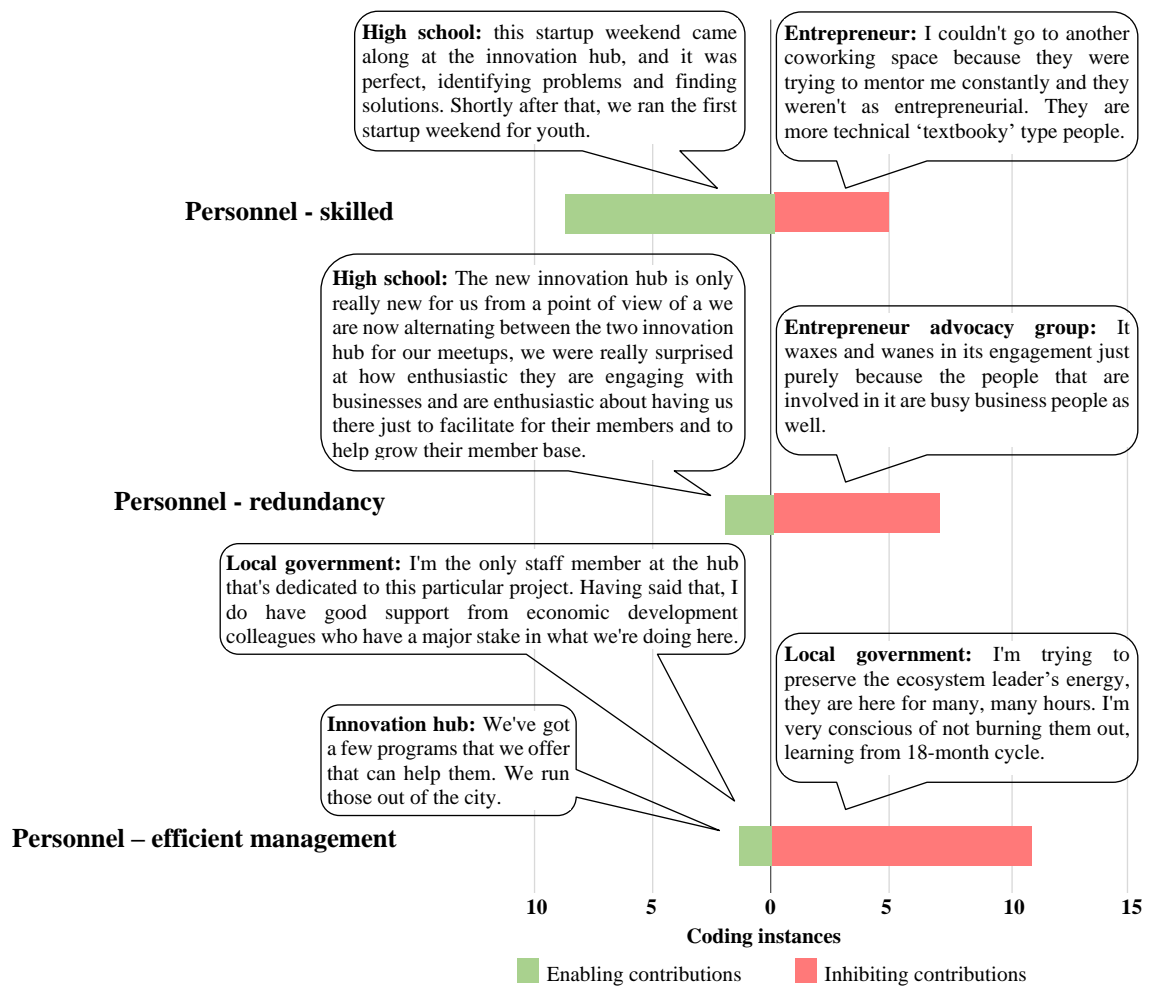 High school: this startup weekend came
along at the innovation hub, and it was
perfect, identifying problems and finding
solutions. Shortly after that, we ran the first
startup weekend for youth.
Entrepreneur: I couldn't go to another
coworking space because they were
trying to mentor me constantly and they
weren't as entrepreneurial. They are
more technical ‘textbooky’ type people.
Personnel - skilled
High school: The new innovation hub is only
really new for us from a point of view of a we
are now alternating between the two innovation
hub for our meetups, we were really surprised
at how enthusiastic they are engaging with
businesses and are enthusiastic about having us
there just to facilitate for their members and to
help grow their member base.
Entrepreneur advocacy group: It
waxes and wanes in its engagement just
purely because the people that are
involved in it are busy business people as
well.
Personnel - redundancy
Local government: I'm the only staff member at the hub
that's dedicated to this particular project. Having said that, I
do have good support from economic development
colleagues who have a major stake in what we're doing here.
Local government: I'm trying to
preserve the ecosystem leader’s energy,
they are here for many, many hours. I'm
very conscious of not burning them out,
learning from 18-month cycle.
Innovation hub: We've got
a few programs that we offer
that can help them. We run
those out of the city.
Personnel – efficient management
10 5 0 5 10 15
Coding instances
Enabling contributions Inhibiting contributions